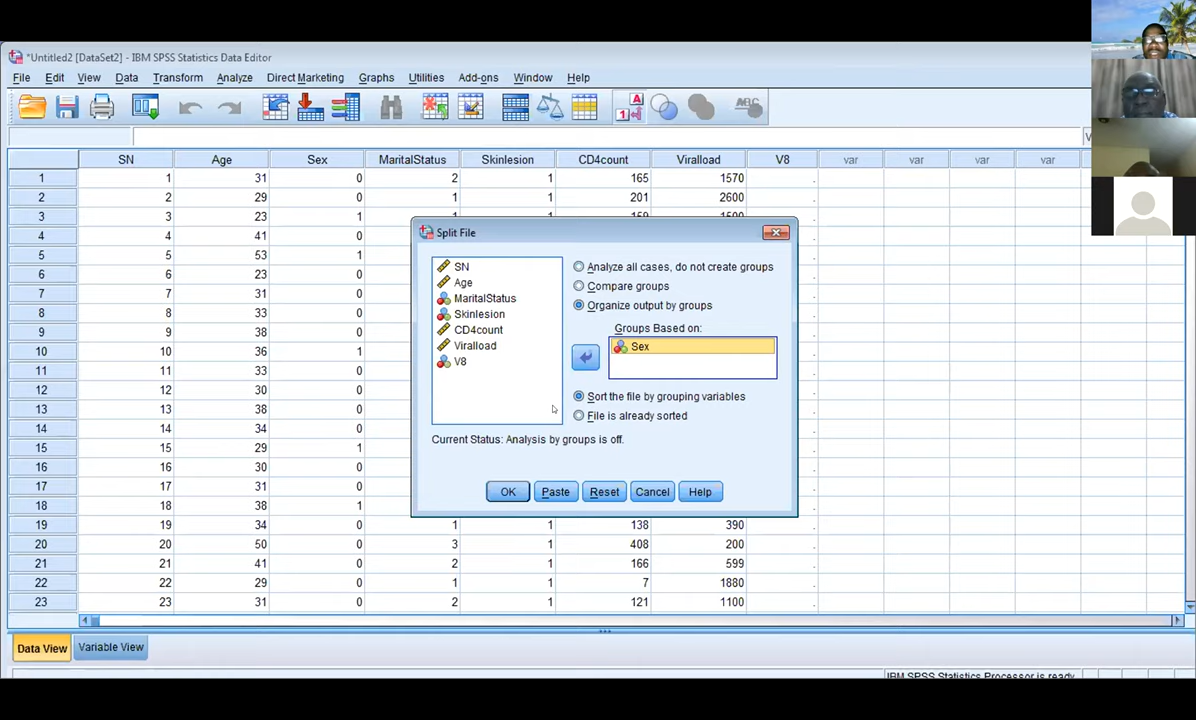 *Untitled2 [DataSet2] - IBM SPSS Statistics Data Editor
File Edit View Data Transform Analyze Direct Marketing Graphs Utilities Add-ons Window Help
SN Age Sex MaritalStatus Skinlesion CD4count Viralload V8 var var var var
1 1 31 0 2 1 165 1570 .
2 2 29 0 1 1 201 2600 .
3 3 23 1
4 4 41 0
5 5 53 1
6 6 23 0
7 7 31 0
8 8 33 0
9 9 38 0
10 10 36 1
11 11 33 0
12 12 30 0
13 13 38 0
14 14 34 0
15 15 29 1
16 16 30 0
17 17 31 0
18 18 38 1
19 19 34 0 1 1 138 390 .
20 20 50 0 3 1 408 200 .
21 21 41 0 2 1 166 599 .
22 22 29 0 1 1 7 1880 .
23 23 31 0 2 1 121 1100 .
Split File
SN
Age
MaritalStatus
Skinlesion
CD4count
Viralload
V8
Analyze all cases, do not create groups
Compare groups
Organize output by groups
Groups Based on:
Sex
Sort the file by grouping variables
File is already sorted
Current Status: Analysis by groups is off.
OK Paste Reset Cancel Help
Data View Variable View
IBM SPSS Statistics Processor is ready